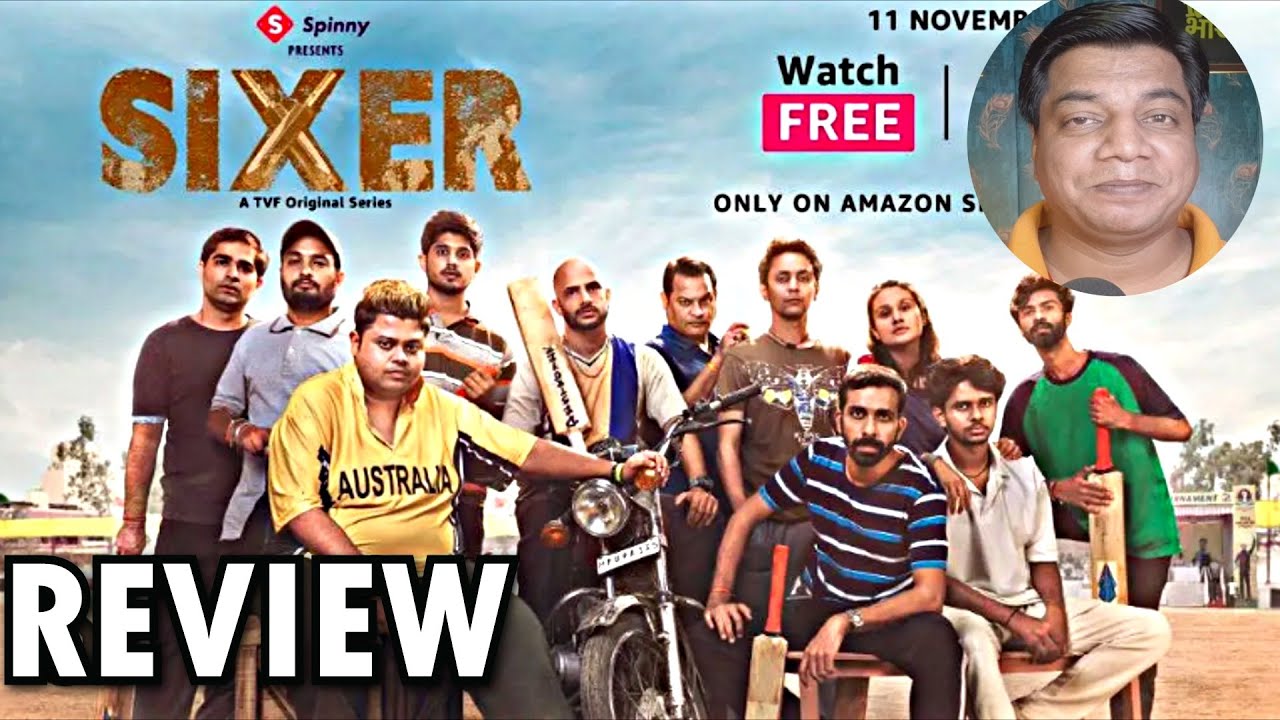 S Spinny
PRESENTS
SIXER
A TVF Original Series
11 NOVEMB
Watch
FREE
ONLY ON AMAZON
AUSTRALIA
REVIEW